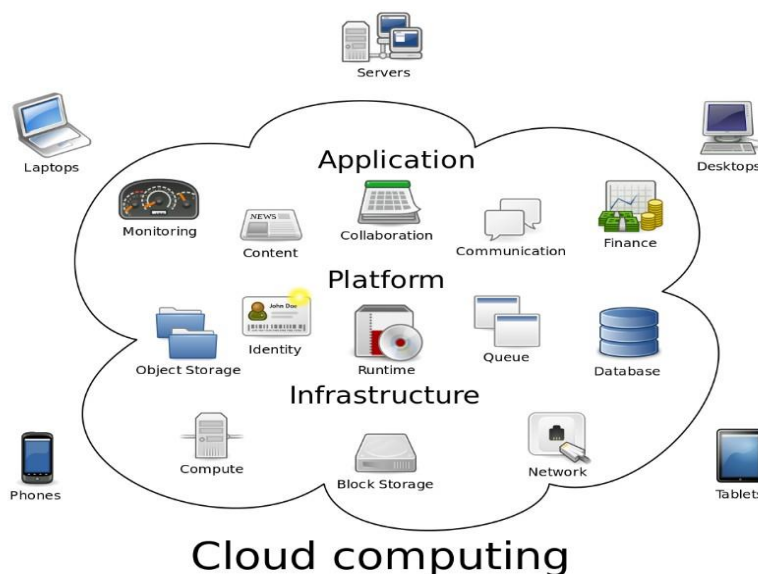 Servers
Laptops
Desktops
Application
Monitoring
NEWS
Content
Collaboration
Communication
Finance
Platform
Object Storage
John Doe
Identity
Runtime
Queue
Database
Infrastructure
Compute
Block Storage
Network
Phones
Tablets
Cloud computing